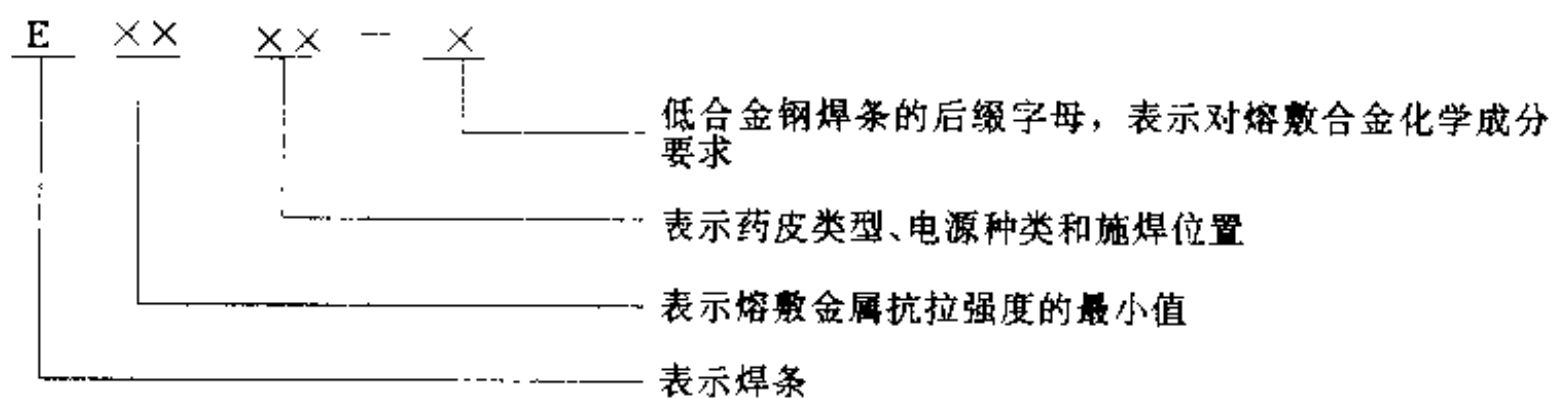 E ×× ×× - ×
低合金钢焊条的后缀字母，表示对熔敷合金化学成分
要求
表示药皮类型、电源种类和施焊位置
表示熔敷金属抗拉强度的最小值
表示焊条